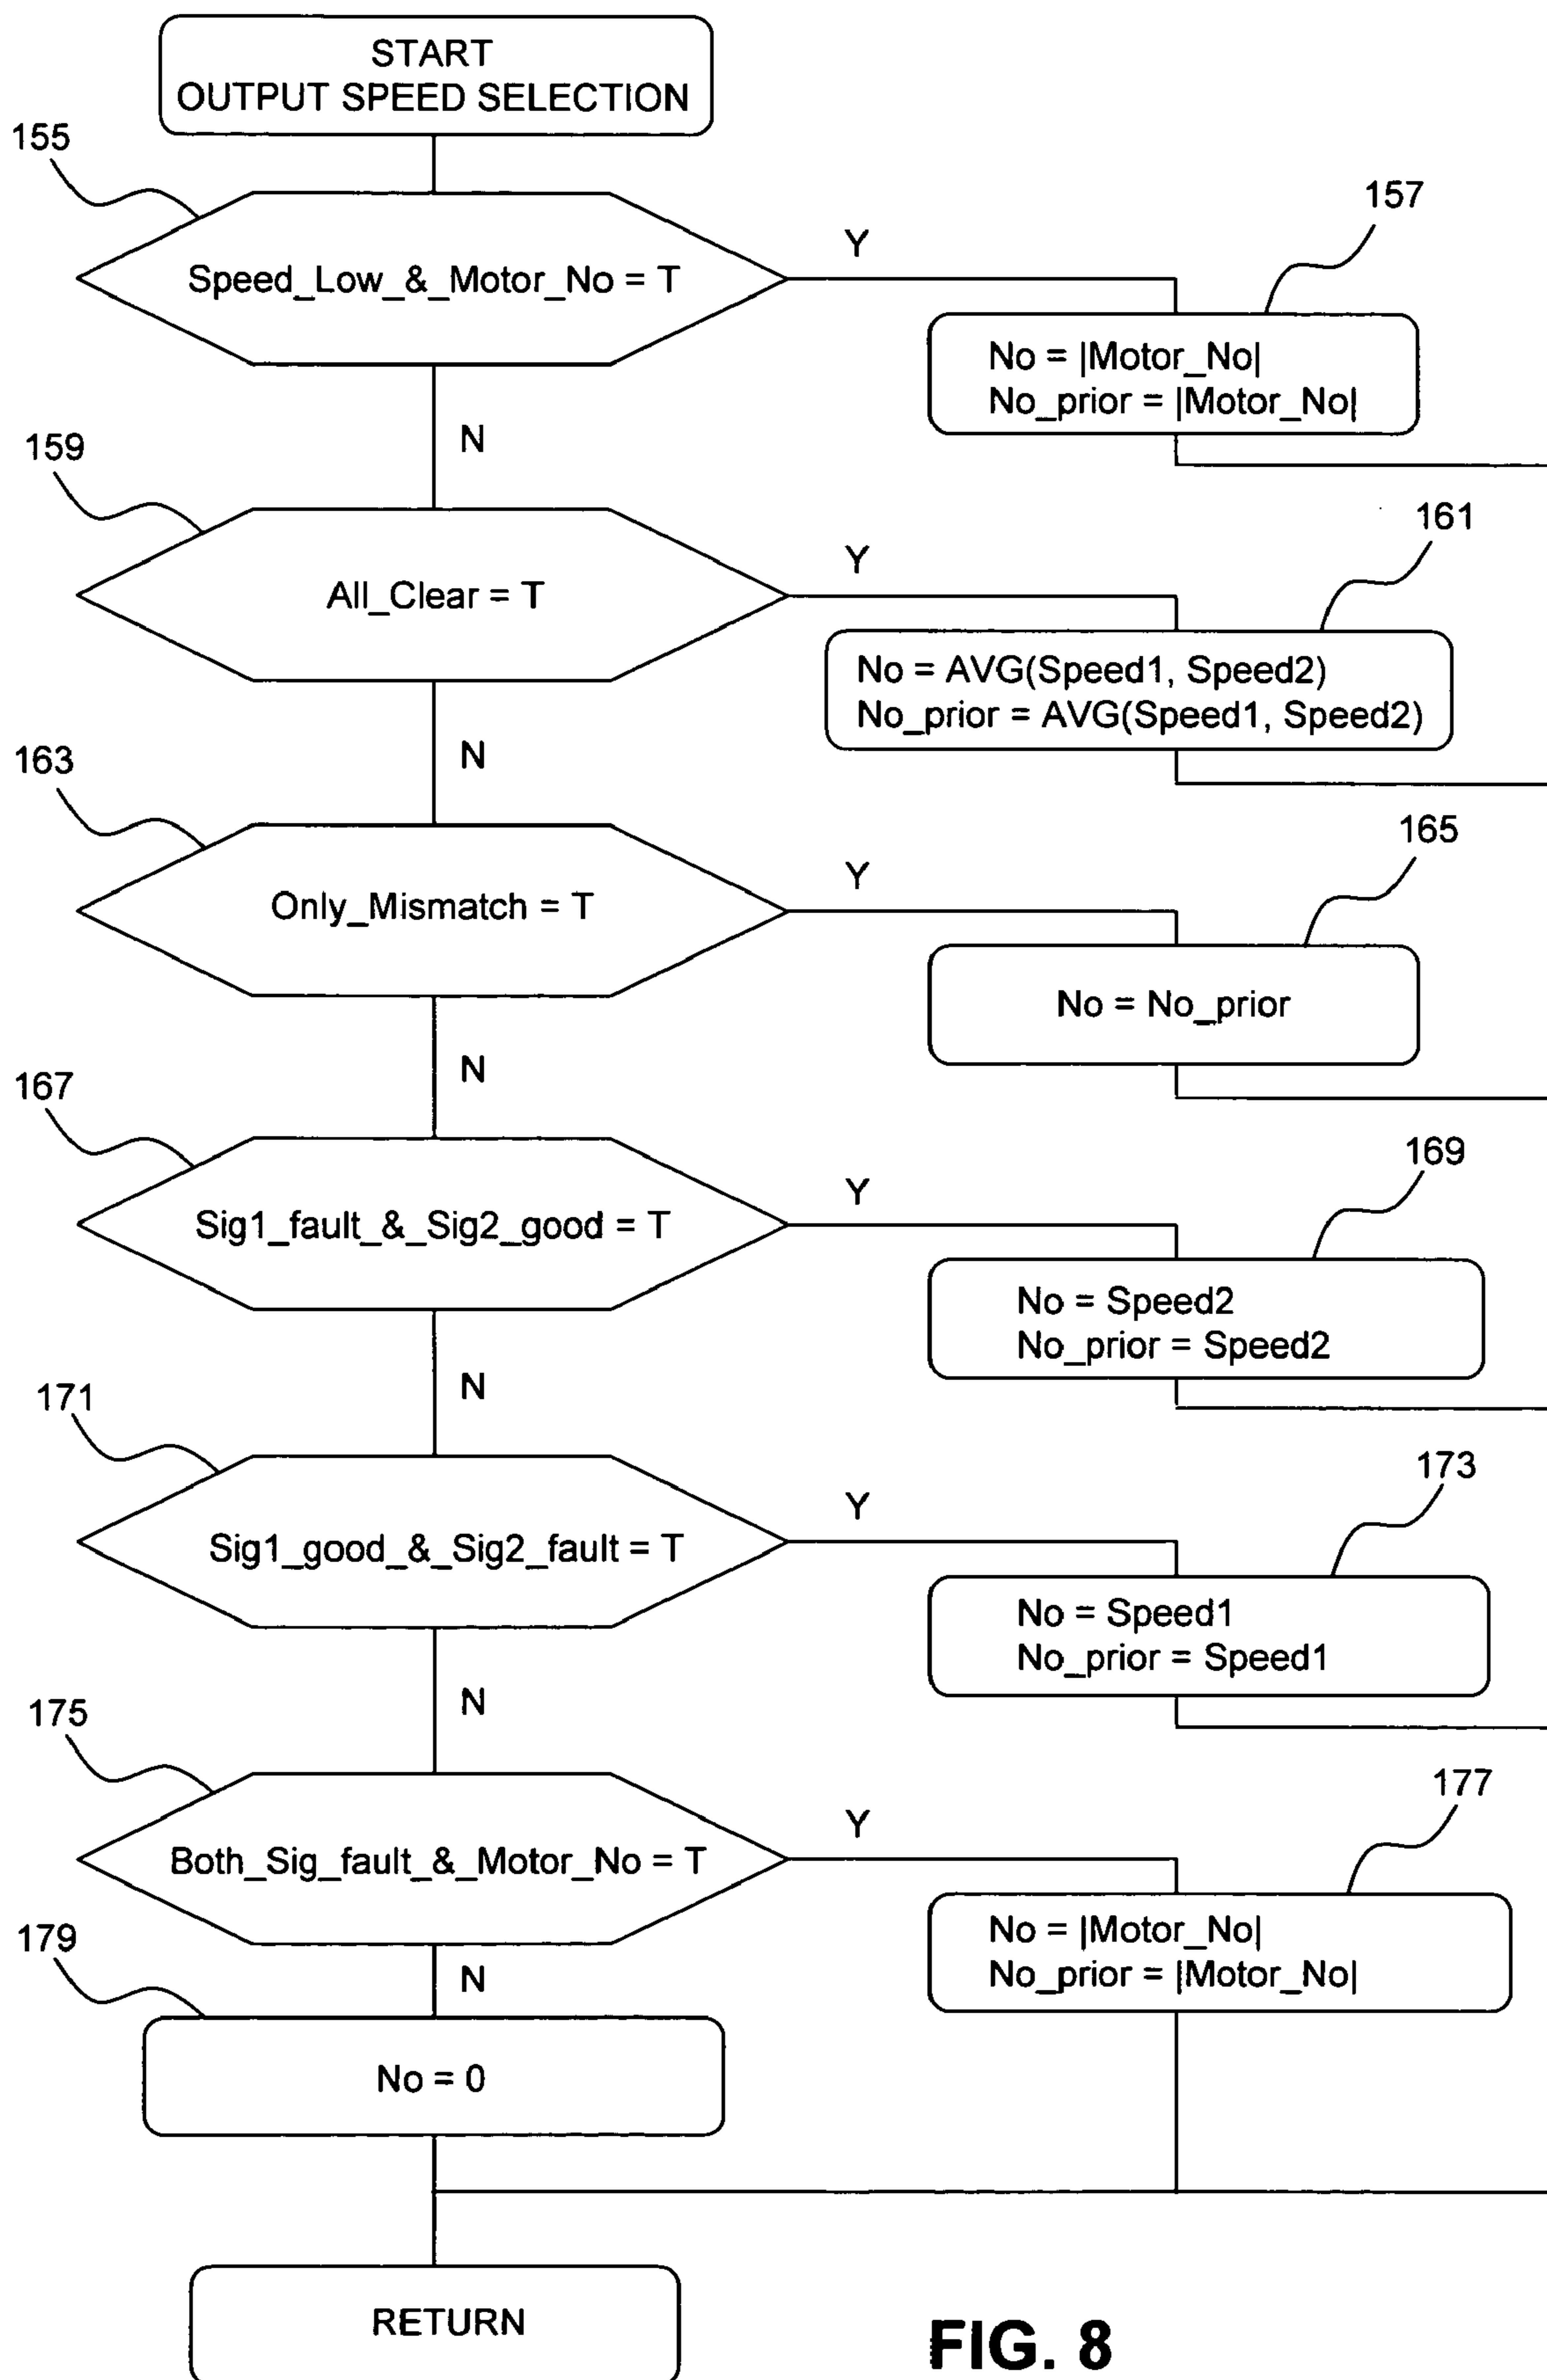 START
OUTPUT SPEED SELECTION
155
Speed_Low_&_Motor_No = T
Y
157
No = |Motor_No|
No_prior = |Motor_No|
N
159
All_Clear = T
Y
161
No = AVG(Speed1, Speed2)
No_prior = AVG(Speed1, Speed2)
N
163
Only_Mismatch = T
Y
165
No = No_prior
N
167
Sig1_fault_&_Sig2_good = T
Y
169
No = Speed2
No_prior = Speed2
N
171
Sig1_good_&_Sig2_fault = T
Y
173
No = Speed1
No_prior = Speed1
N
175
Both_Sig_fault_&_Motor_No = T
Y
177
No = |Motor_No|
No_prior = |Motor_No|
N
179
No = 0
RETURN
FIG. 8